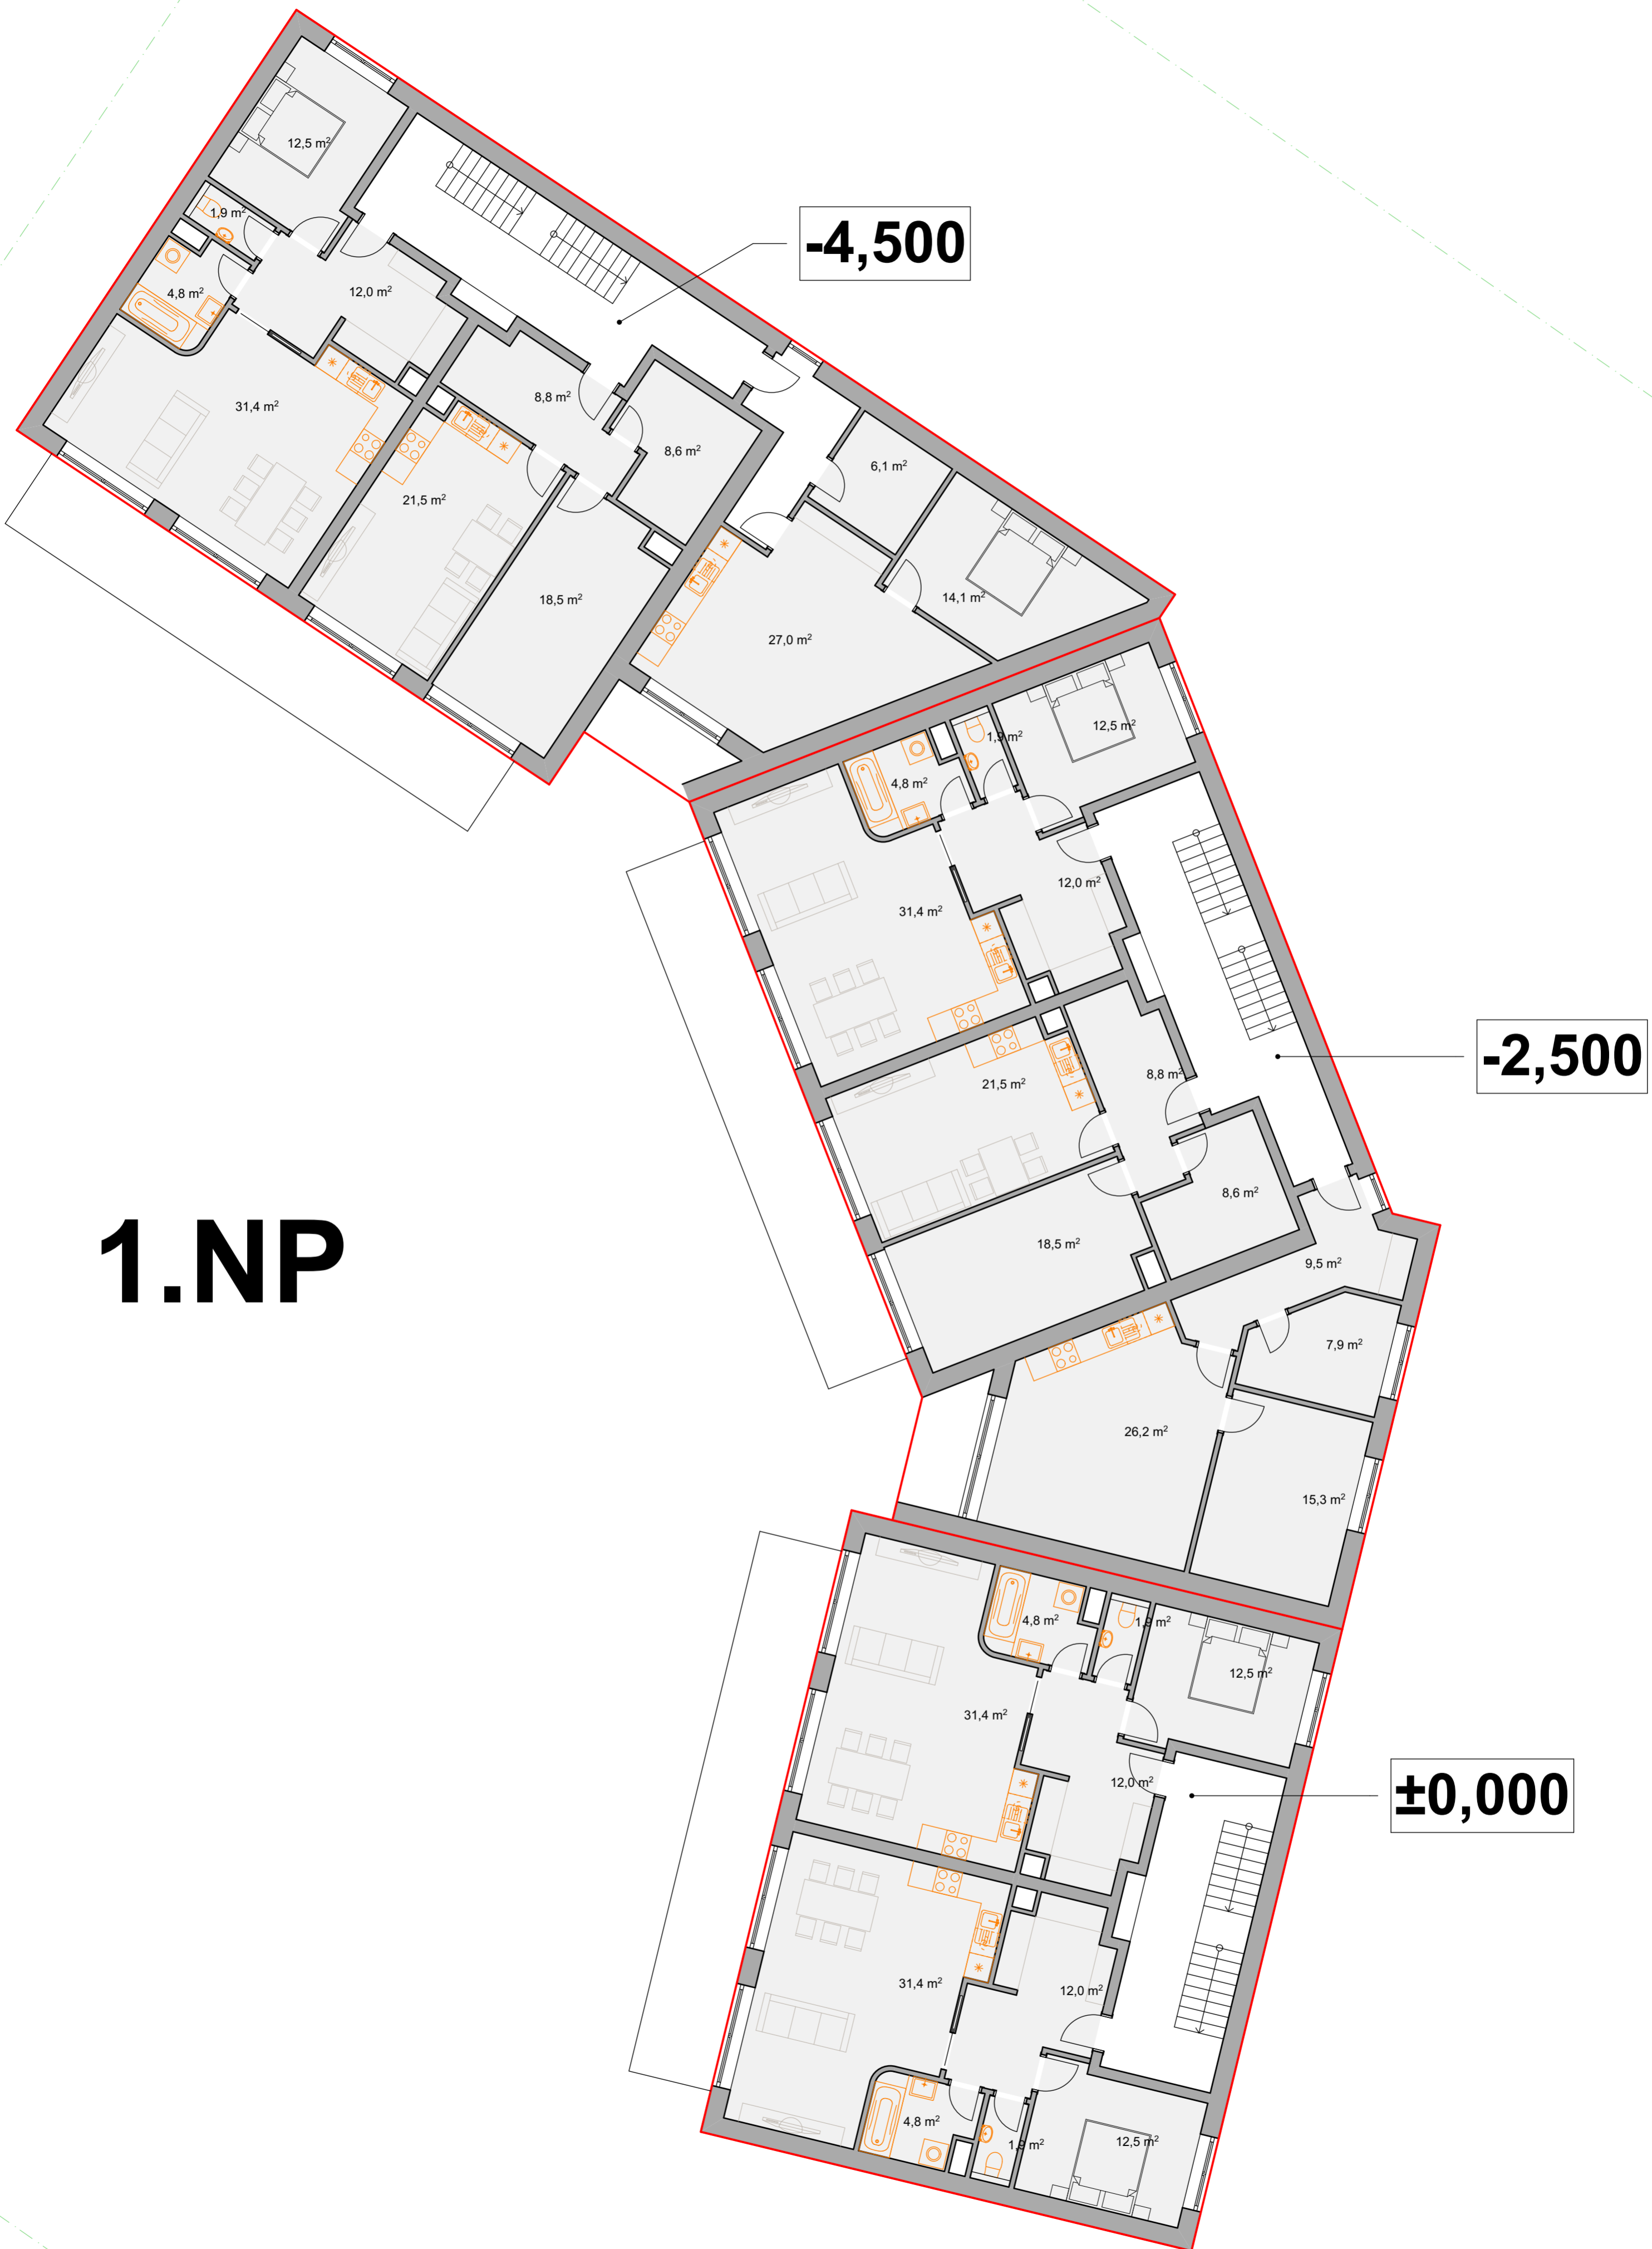 12,5 m²
-4,500
1,9 m²
12,0 m²
4,8 m²
8,8 m²
31,4 m²
8,6 m²
6,1 m²
21,5 m²
14,1 m²
18,5 m²
27,0 m²
12,5 m²
1,9 m²
4,8 m²
12,0 m²
31,4 m²
-2,500
8,8 m²
21,5 m²
8,6 m²
18,5 m²
9,5 m²
1.NP
7,9 m²
26,2 m²
15,3 m²
4,8 m²
1,9 m²
12,5 m²
31,4 m²
12,0 m²
±0,000
31,4 m²
12,0 m²
4,8 m²
1,9 m²
12,5 m²